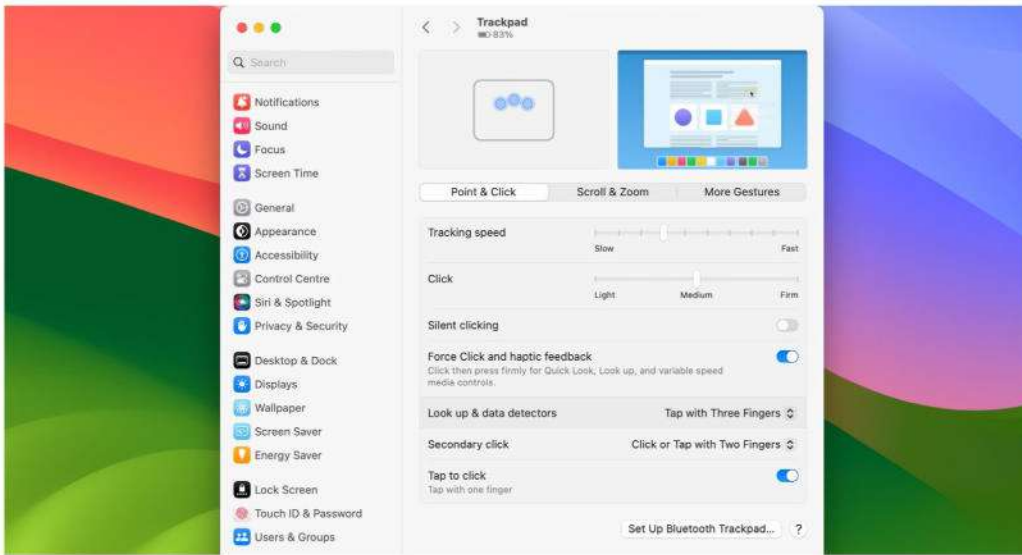 Trackpad
83%
Search
Notifications
Sound
Focus
Screen Time
General
Appearance
Accessibility
Control Centre
Siri & Spotlight
Privacy & Security
Desktop & Dock
Displays
Wallpaper
Screen Saver
Energy Saver
Lock Screen
Touch ID & Password
Users & Groups
Point & Click Scroll & Zoom More Gestures
Tracking speed
Slow Fast
Click
Light Medium Firm
Silent clicking
Force Click and haptic feedback
Click then press firmly for Quick Look, Look up, and variable speed
media controls.
Look up & data detectors Tap with Three Fingers
Secondary click Click or Tap with Two Fingers
Tap to click
Tap with one finger
Set Up Bluetooth Trackpad... ?